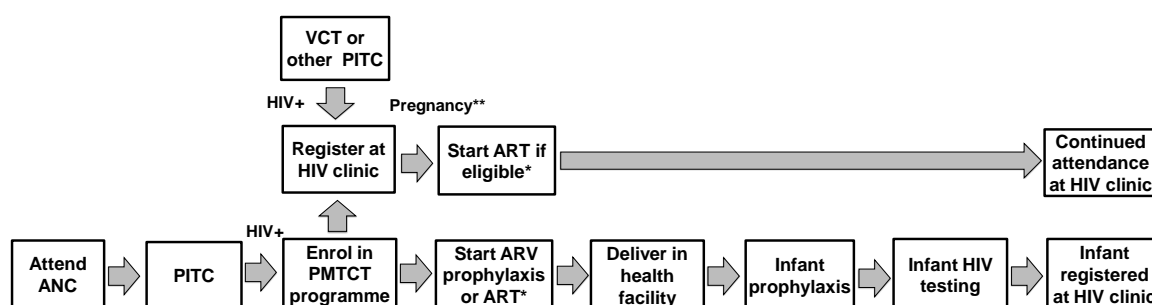 VCT or
other PITC
HIV+
Pregnancy**
Register at
HIV clinic
Start ART if
eligible*
Continued
attendance
at HIV clinic
HIV+
Attend
ANC
PITC
Enrol in
PMTCT
programme
Start ARV
prophylaxis
or ART*
Deliver in
health
facility
Infant
prophylaxis
Infant HIV
testing
Infant
registered
at HIV clinic